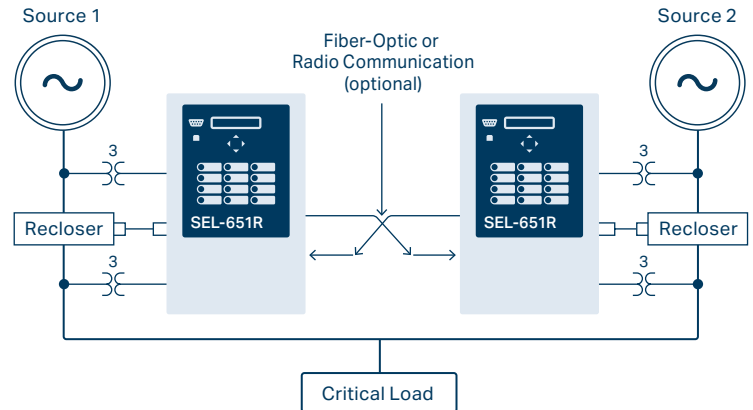 Source 1
Source 2
Fiber-Optic or
Radio Communication
(optional)
3
3
SEL-651R
SEL-651R
Recloser
Recloser
3
3
Critical Load